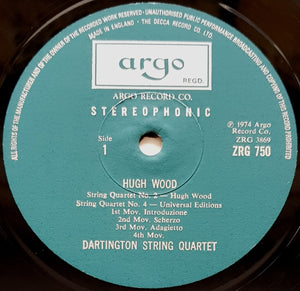 MADE IN ENGLAND. THE DECCA RECORD CO. LTD.
UNAUTHORISED PUBLIC PERFORMANCE BROADCASTING AND COPYING OF THIS RECORD PROHIBITED
ALL RIGHTS OF THE MANUFACTURER AND OF THE OWNER OF THE RECORDED WORK RESERVED
argo
REGD.
ARGO RECORD CO.
STEREOPHONIC
Side
1
℗ 1974 Argo
Record Co.
ZRG 3869
ZRG 750
HUGH WOOD
String Quartet No. 2 — Hugh Wood
String Quartet No. 4 — Universal Editions
1st Mov. Introduzione
2nd Mov. Scherzo
3rd Mov. Adagietto
4th Mov.
DARTINGTON STRING QUARTET